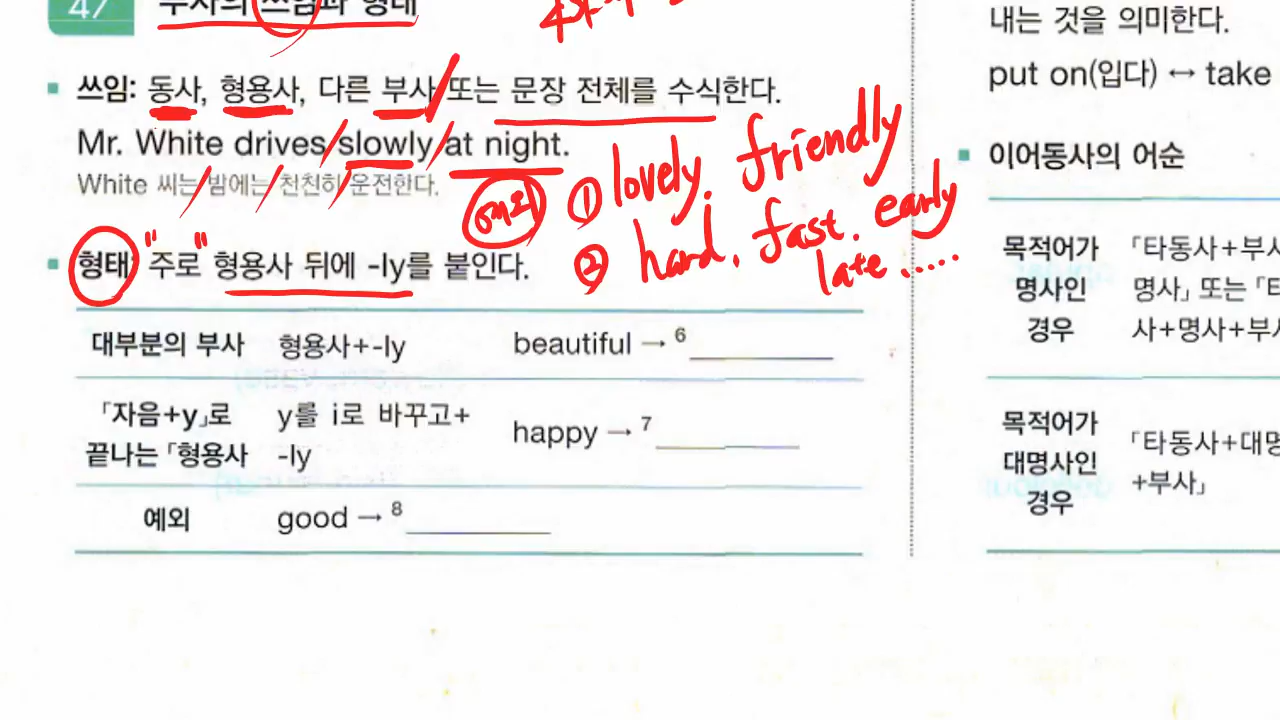 47 부사의 쓰임과 형태
쓰임: 동사, 형용사, 다른 부사 또는 문장 전체를 수식한다.
Mr. White drives slowly at night.
White 씨는 밤에는 천천히 운전한다.
예외 ① lovely. friendly
② hard. fast. early
late.....
형태: "주로" 형용사 뒤에 -ly를 붙인다.
대부분의 부사 형용사+-ly beautiful → 6
「자음+y」로 y를 i로 바꾸고+ happy → 7
끝나는 「형용사 -ly
예외 good → 8
내는 것을 의미한다.
put on(입다) ↔ take
이어동사의 어순
목적어가 「타동사+부사
명사인 명사」 또는 「타
경우 사+명사+부사
목적어가 「타동사+대명
대명사인 +부사」
경우